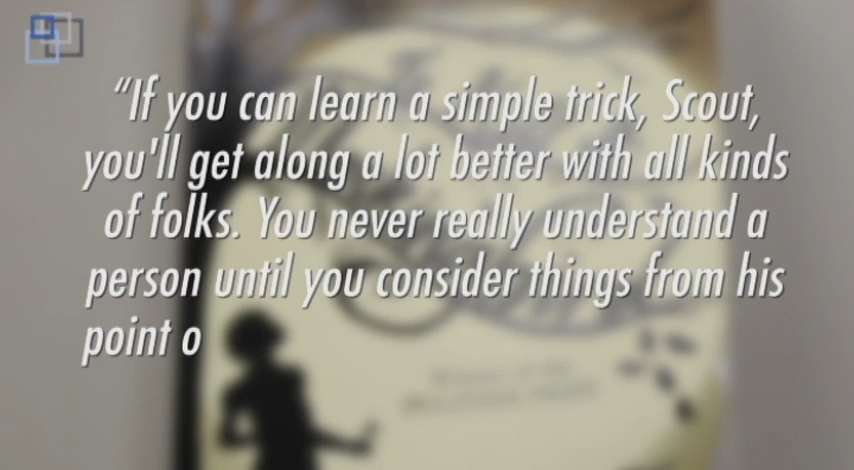 “If you can learn a simple trick, Scout,
you'll get along a lot better with all kinds
of folks. You never really understand a
person until you consider things from his
point o